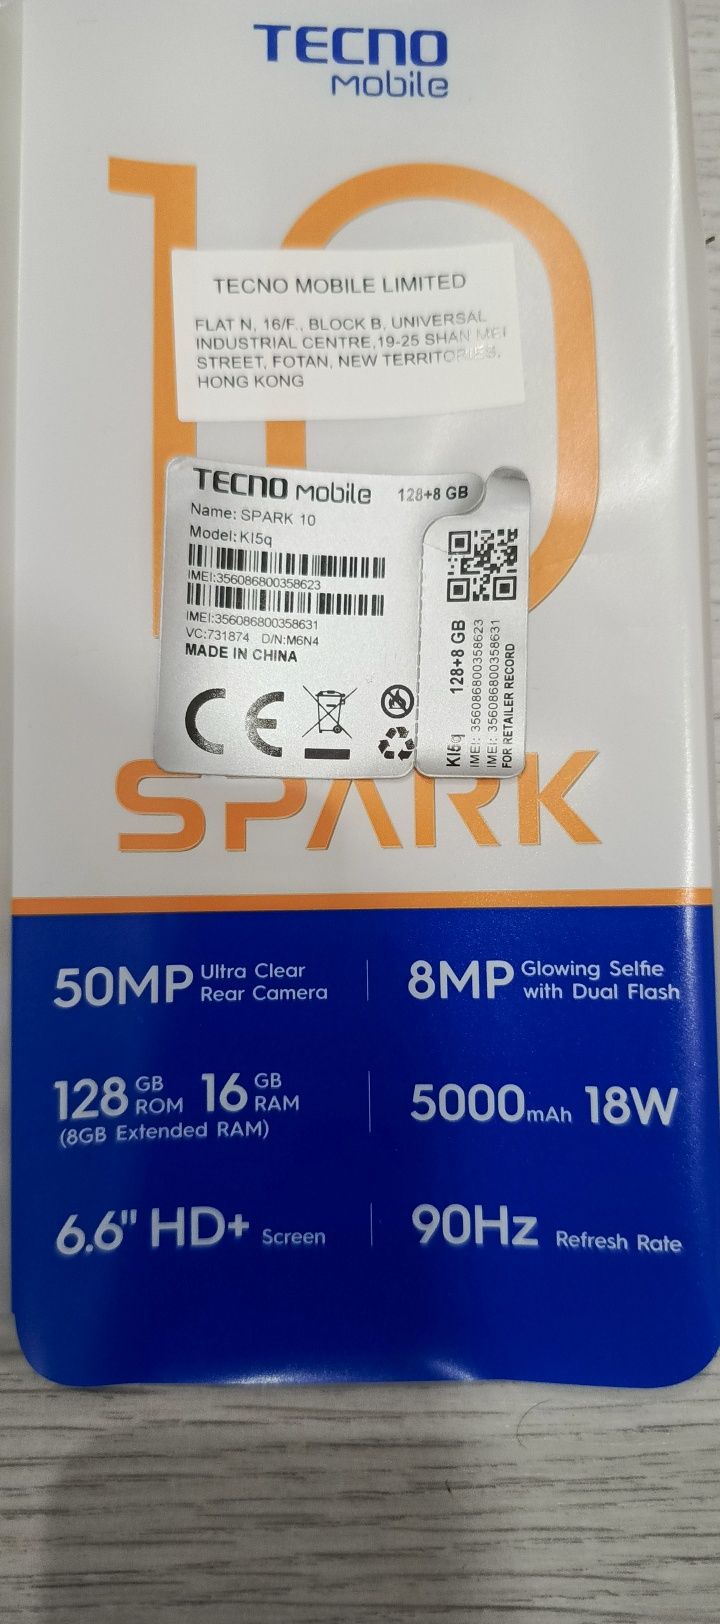 TECNO
mobile
10
TECNO MOBILE LIMITED
FLAT N, 16/F., BLOCK B, UNIVERSAL
INDUSTRIAL CENTRE,19-25 SHAN MEI
STREET, FOTAN, NEW TERRITORIES,
HONG KONG
TECNO mobile 128+8 GB
Name: SPARK 10
Model: KI5q
IMEI:356086800358623
IMEI:356086800358631
VC:731874 D/N:M6N4
MADE IN CHINA
CE
KI5q 128+8 GB
IMEI: 356086800358623
IMEI: 356086800358631
FOR RETAILER RECORD
SPARK
50MP Ultra Clear
Rear Camera
8MP Glowing Selfie
with Dual Flash
128 GB ROM 16 GB RAM
(8GB Extended RAM)
5000mAh 18W
6.6" HD+ Screen
90Hz Refresh Rate